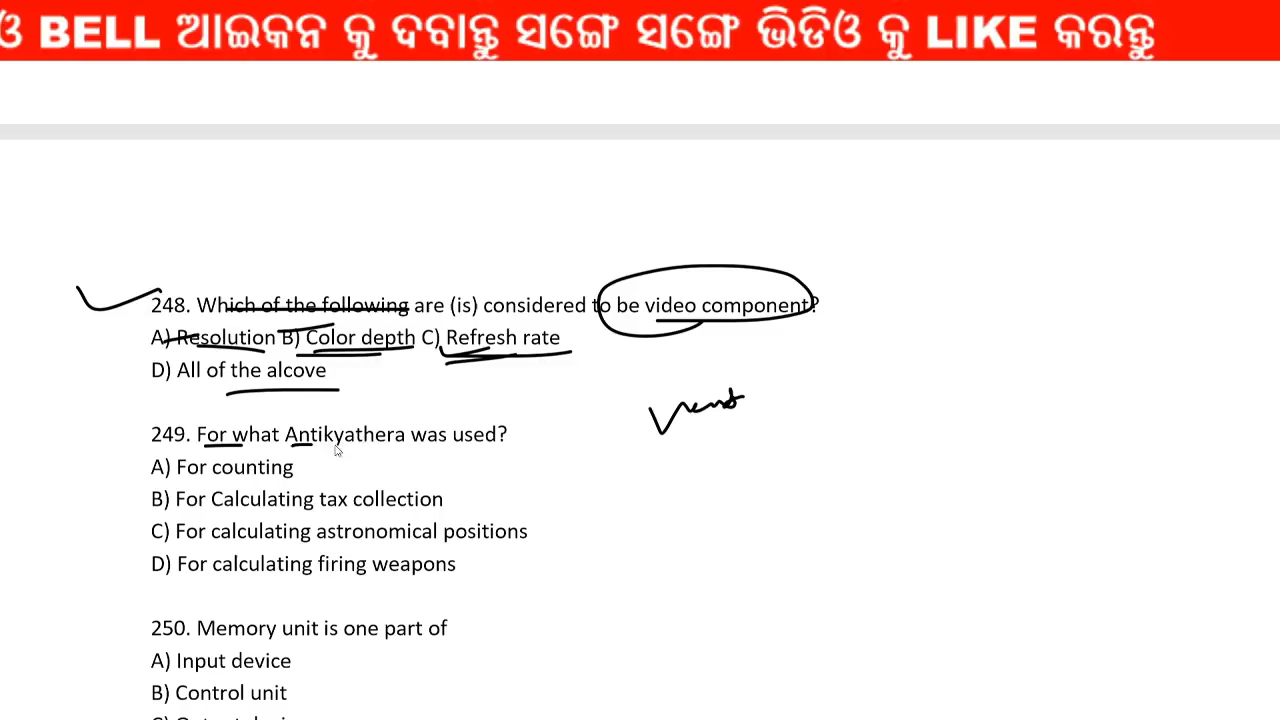 ଓ BELL ଆଇକନ କୁ ଦବାନ୍ତୁ ସଙ୍ଗେ ସଙ୍ଗେ ଭିଡିଓ କୁ LIKE କରନ୍ତୁ
248. Which of the following are (is) considered to be video component?
A) Resolution B) Color depth C) Refresh rate
D) All of the alcove
249. For what Antikyathera was used?
A) For counting
B) For Calculating tax collection
C) For calculating astronomical positions
D) For calculating firing weapons
250. Memory unit is one part of
A) Input device
B) Control unit